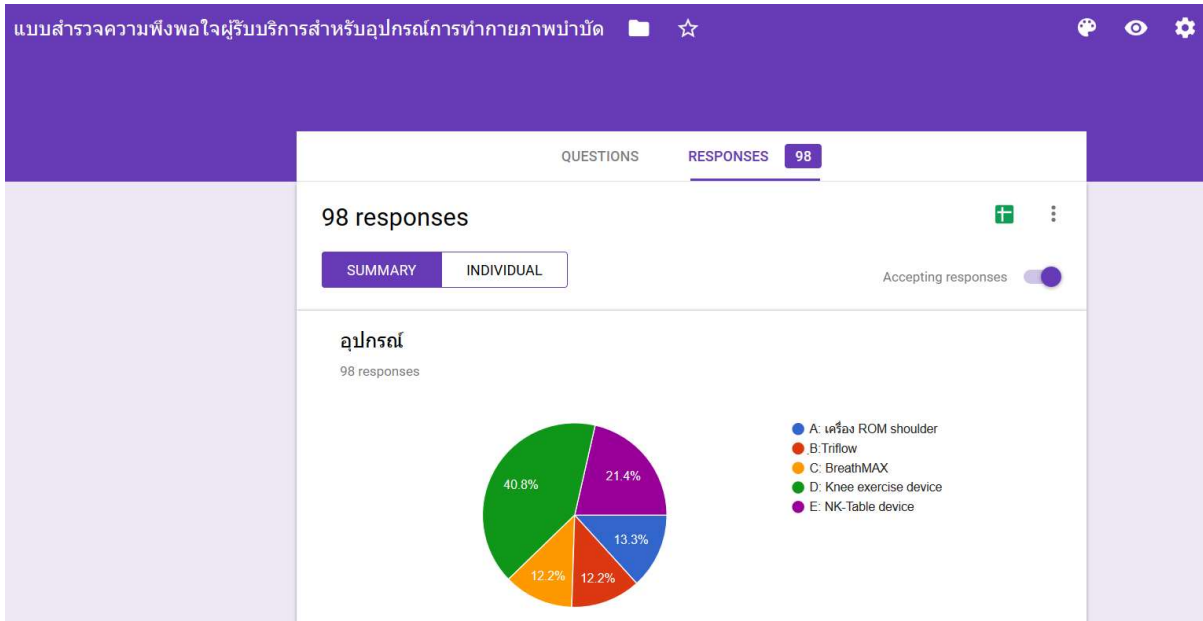 แบบสำรวจความพึงพอใจผู้รับบริการสำหรับอุปกรณ์การทำกายภาพบำบัด
QUESTIONS RESPONSES 98
98 responses
SUMMARY INDIVIDUAL
Accepting responses
อุปกรณ์
98 responses
40.8%
21.4%
13.3%
12.2%
12.2%
A: เครื่อง ROM shoulder
B:Triflow
C: BreathMAX
D: Knee exercise device
E: NK-Table device